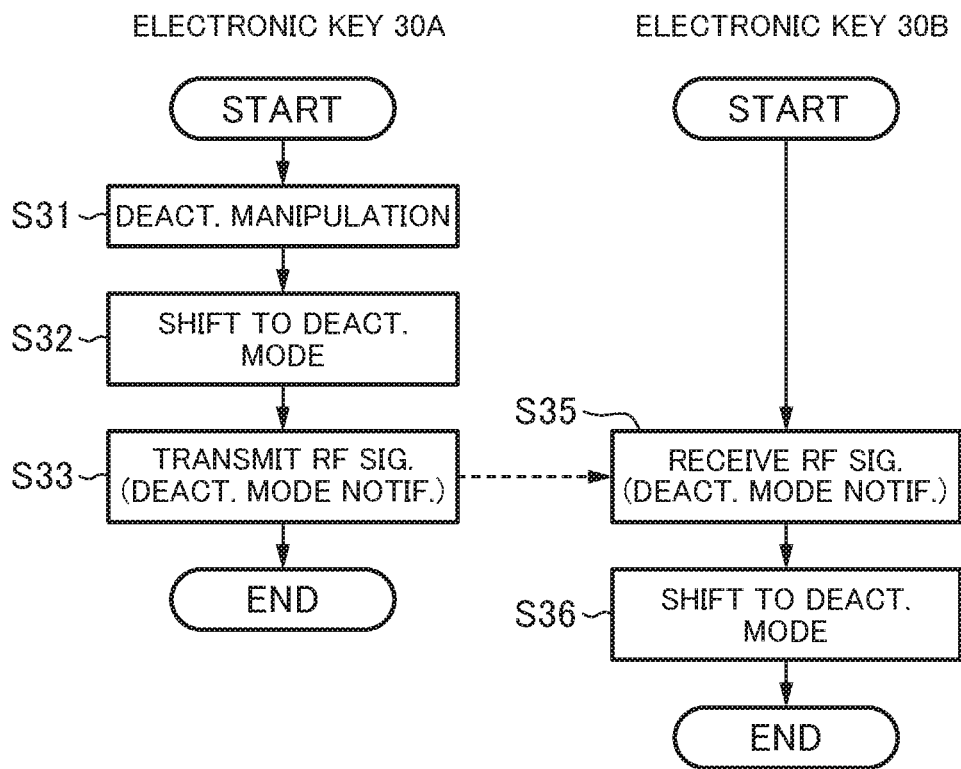 ELECTRONIC KEY 30A
START
S31
DEACT. MANIPULATION
S32
SHIFT TO DEACT.
MODE
S33
TRANSMIT RF SIG.
(DEACT. MODE NOTIF.)
END
ELECTRONIC KEY 30B
START
S35
RECEIVE RF SIG.
(DEACT. MODE NOTIF.)
S36
SHIFT TO DEACT.
MODE
END